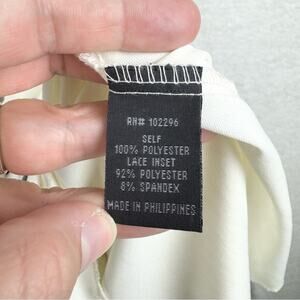 RN# 102296
SELF
100% POLYESTER
LACE INSET
92% POLYESTER
8% SPANDEX
MADE IN PHILIPPINES